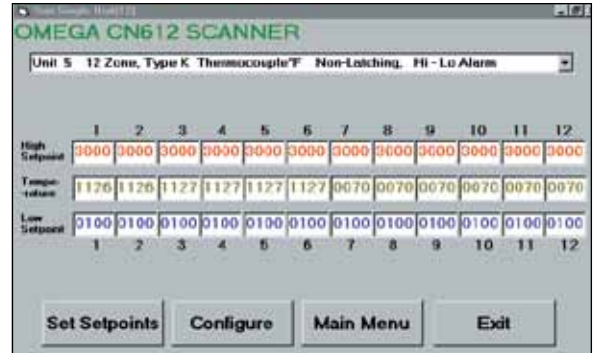 OMEGA CN612 SCANNER
Unit 5 12 Zone, Type K Thermocouple°F Non-Latching, Hi - Lo Alarm
1 2 3 4 5 6 7 8 9 10 11 12
High Setpoint 3000 3000 3000 3000 3000 3000 3000 3000 3000 3000 3000 3000
Tempe-rature 1126 1126 1127 1127 1127 1127 0070 0070 0070 0070 0070 0070
Low Setpoint 0100 0100 0100 0100 0100 0100 0100 0100 0100 0100 0100 0100
1 2 3 4 5 6 7 8 9 10 11 12
Set Setpoints Configure Main Menu Exit